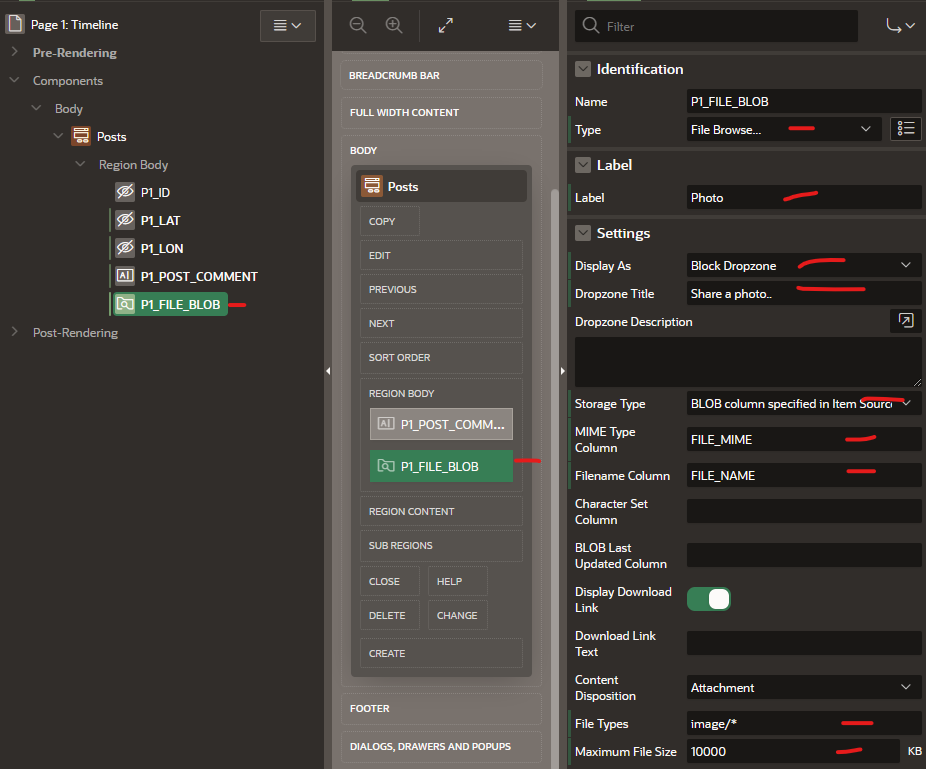 Page 1: Timeline
Pre-Rendering
Components
Body
Posts
Region Body
P1_ID
P1_LAT
P1_LON
P1_POST_COMMENT
P1_FILE_BLOB
Post-Rendering
BREADCRUMB BAR
FULL WIDTH CONTENT
BODY
Posts
COPY
EDIT
PREVIOUS
NEXT
SORT ORDER
REGION BODY
P1_POST_COMM...
P1_FILE_BLOB
REGION CONTENT
SUB REGIONS
CLOSE HELP
DELETE CHANGE
CREATE
FOOTER
DIALOGS, DRAWERS AND POPUPS
Filter
Identification
Name P1_FILE_BLOB
Type File Browse...
Label
Label Photo
Settings
Display As Block Dropzone
Dropzone Title Share a photo..
Dropzone Description
Storage Type BLOB column specified in Item Source
MIME Type
Column FILE_MIME
Filename Column FILE_NAME
Character Set
Column
BLOB Last
Updated Column
Display Download
Link
Download Link
Text
Content
Disposition Attachment
File Types image/*
Maximum File Size 10000 KB